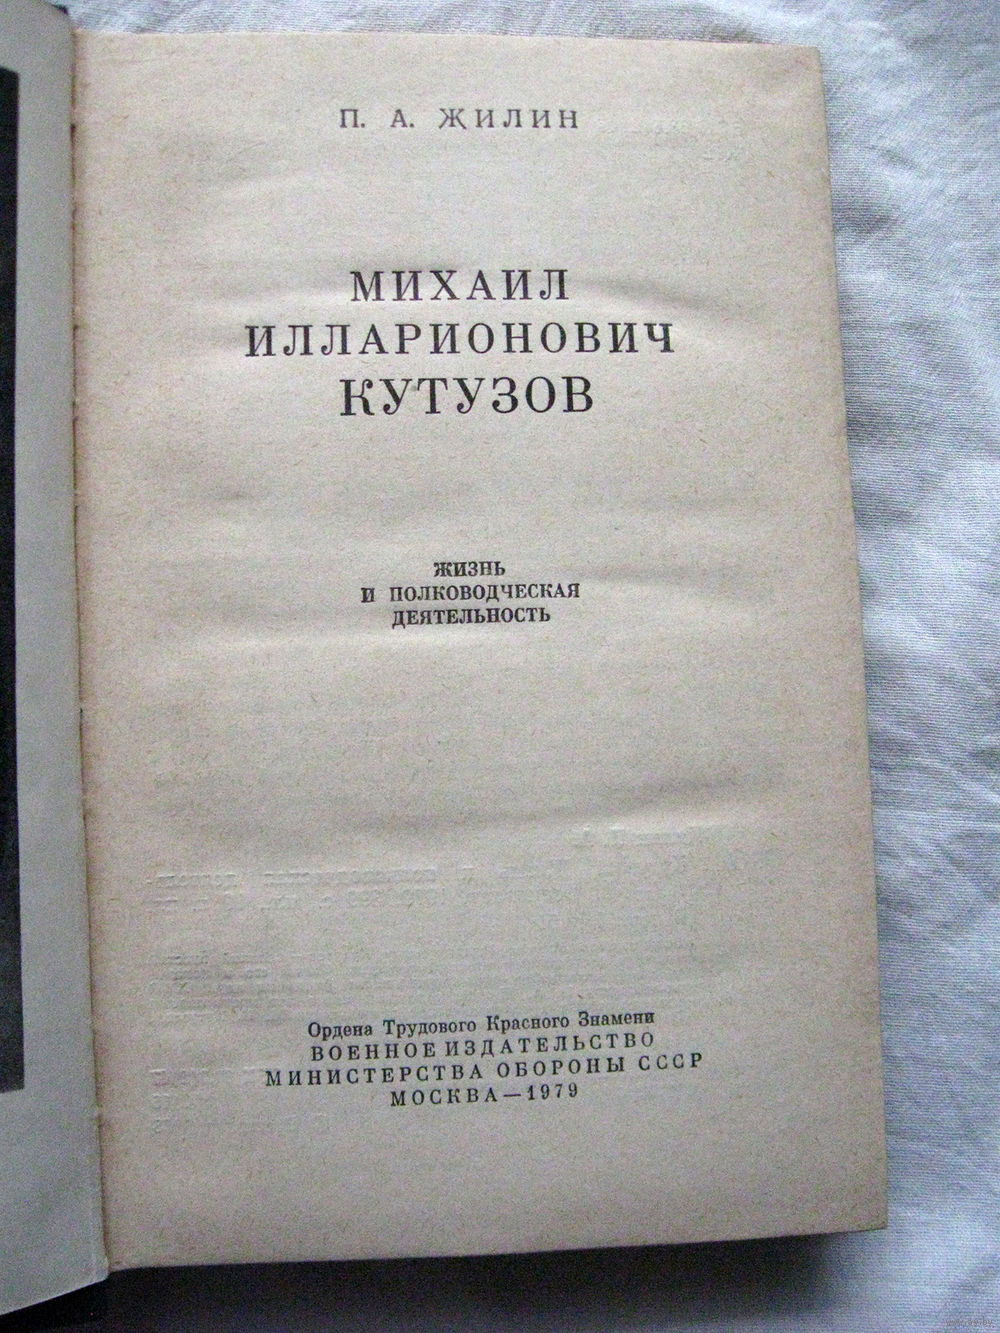 П. А. ЖИЛИН
МИХАИЛ
ИЛЛАРИОНОВИЧ
КУТУЗОВ
ЖИЗНЬ
И ПОЛКОВОДЧЕСКАЯ
ДЕЯТЕЛЬНОСТЬ
Ордена Трудового Красного Знамени
ВОЕННОЕ ИЗДАТЕЛЬСТВО
МИНИСТЕРСТВА ОБОРОНЫ СССР
МОСКВА—1979